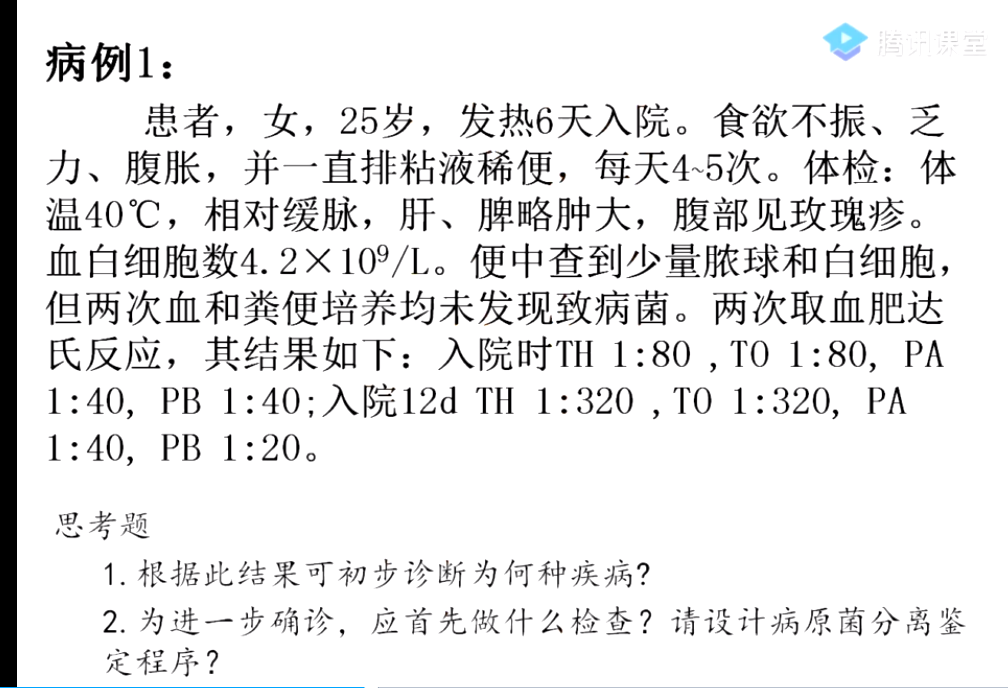 腾讯课堂
病例1：
患者，女，25岁，发热6天入院。食欲不振、乏
力、腹胀，并一直排粘液稀便，每天4~5次。体检：体
温40℃，相对缓脉，肝、脾略肿大，腹部见玫瑰疹。
血白细胞数4.2×10⁹/L。便中查到少量脓球和白细胞，
但两次血和粪便培养均未发现致病菌。两次取血肥达
氏反应，其结果如下：入院时TH 1:80 ,TO 1:80, PA
1:40, PB 1:40;入院12d TH 1:320 ,TO 1:320, PA
1:40, PB 1:20。
思考题
1. 根据此结果可初步诊断为何种疾病?
2. 为进一步确诊，应首先做什么检查？请设计病原菌分离鉴
定程序？